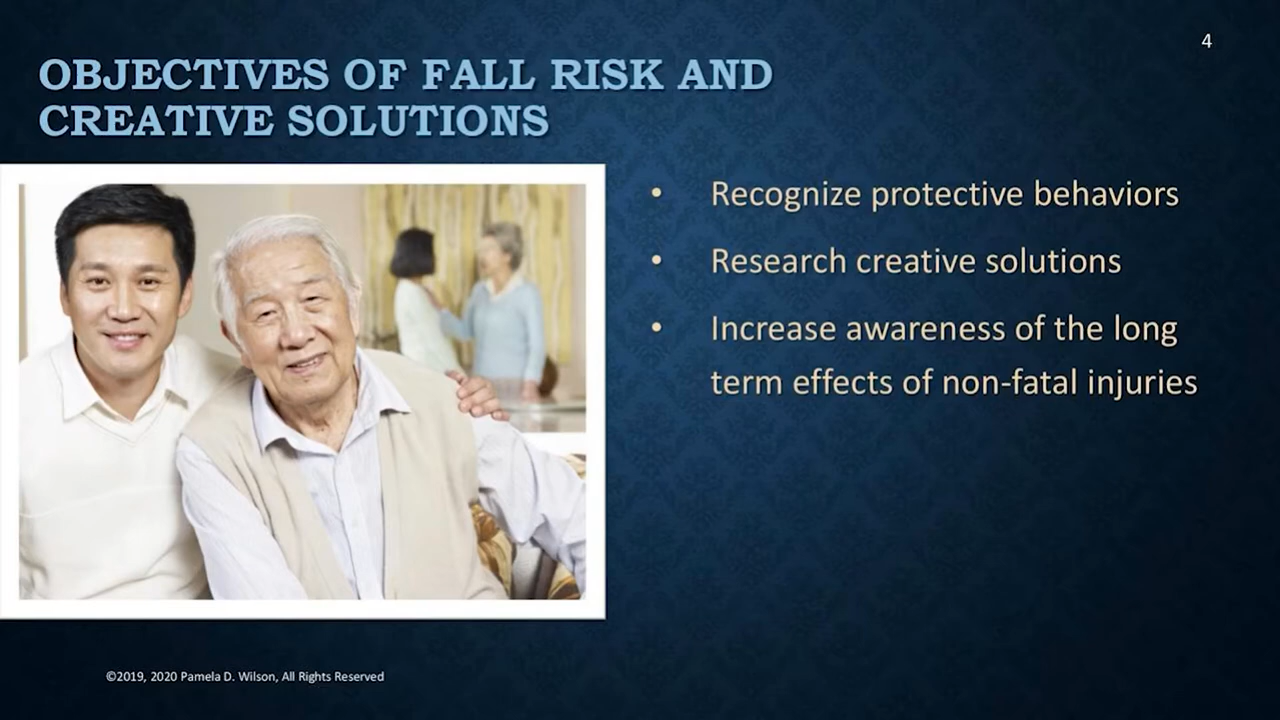 4
OBJECTIVES OF FALL RISK AND
CREATIVE SOLUTIONS
• Recognize protective behaviors
• Research creative solutions
• Increase awareness of the long
term effects of non-fatal injuries
©2019, 2020 Pamela D. Wilson, All Rights Reserved